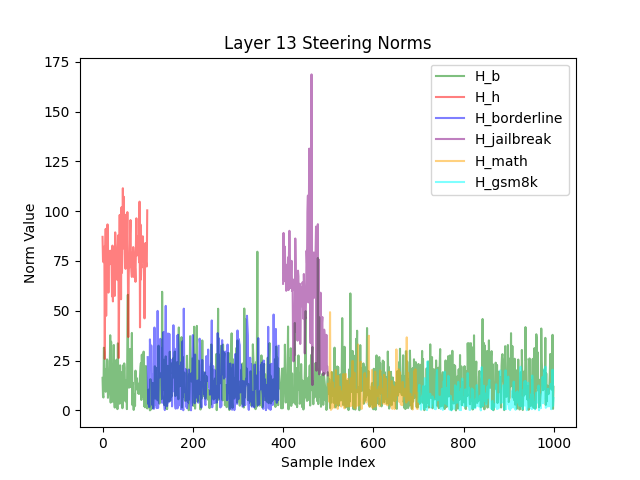 Layer 13 Steering Norms
175
150
125
100
75
50
25
0
Norm Value
H_b
H_h
H_borderline
H_jailbreak
H_math
H_gsm8k
0 200 400 600 800 1000
Sample Index